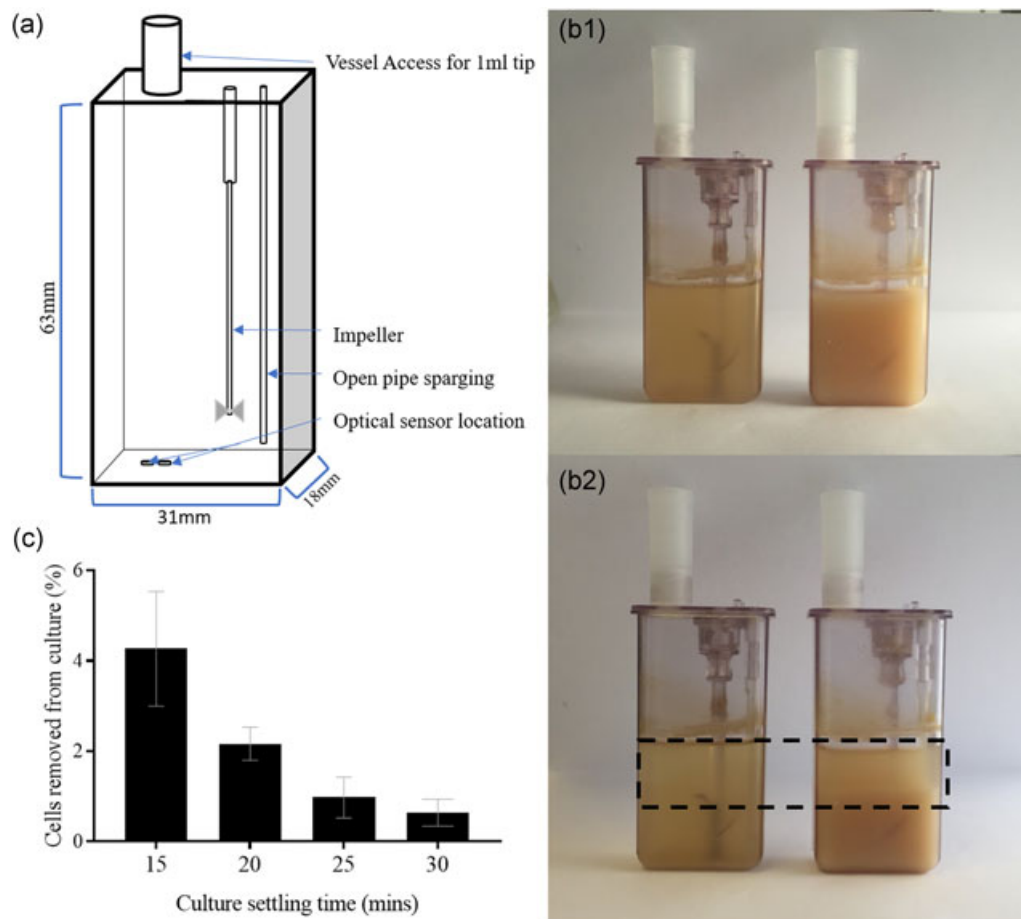 (a)
Vessel Access for 1ml tip
63mm
Impeller
Open pipe sparging
Optical sensor location
18mm
31mm
(b1)
(b2)
(c)
Cells removed from culture (%)
6
4
2
0
15 20 25 30
Culture settling time (mins)